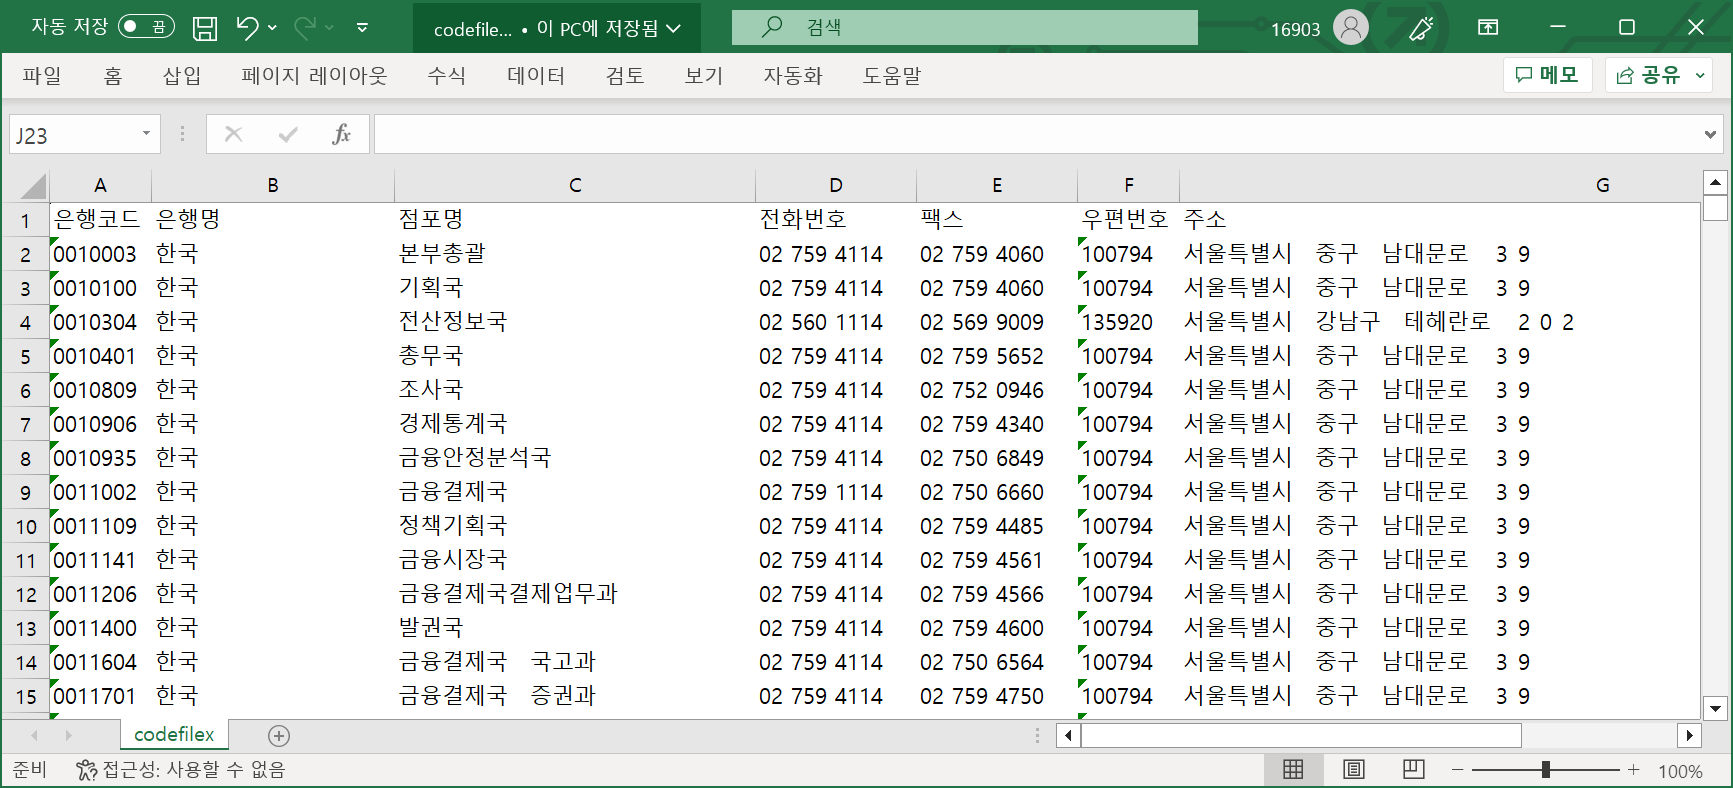 자동 저장 끔 codefile... • 이 PC에 저장됨 검색 16903
파일 홈 삽입 페이지 레이아웃 수식 데이터 검토 보기 자동화 도움말 메모 공유
J23 fx
A B C D E F G
1 은행코드 은행명 점포명 전화번호 팩스 우편번호 주소
2 0010003 한국 본부총괄 02 759 4114 02 759 4060 100794 서울특별시 중구 남대문로 3 9
3 0010100 한국 기획국 02 759 4114 02 759 4060 100794 서울특별시 중구 남대문로 3 9
4 0010304 한국 전산정보국 02 560 1114 02 569 9009 135920 서울특별시 강남구 테헤란로 2 0 2
5 0010401 한국 총무국 02 759 4114 02 759 5652 100794 서울특별시 중구 남대문로 3 9
6 0010809 한국 조사국 02 759 4114 02 752 0946 100794 서울특별시 중구 남대문로 3 9
7 0010906 한국 경제통계국 02 759 4114 02 759 4340 100794 서울특별시 중구 남대문로 3 9
8 0010935 한국 금융안정분석국 02 759 4114 02 750 6849 100794 서울특별시 중구 남대문로 3 9
9 0011002 한국 금융결제국 02 759 1114 02 750 6660 100794 서울특별시 중구 남대문로 3 9
10 0011109 한국 정책기획국 02 759 4114 02 759 4485 100794 서울특별시 중구 남대문로 3 9
11 0011141 한국 금융시장국 02 759 4114 02 759 4561 100794 서울특별시 중구 남대문로 3 9
12 0011206 한국 금융결제국결제업무과 02 759 4114 02 759 4566 100794 서울특별시 중구 남대문로 3 9
13 0011400 한국 발권국 02 759 4114 02 759 4600 100794 서울특별시 중구 남대문로 3 9
14 0011604 한국 금융결제국 국고과 02 759 4114 02 750 6564 100794 서울특별시 중구 남대문로 3 9
15 0011701 한국 금융결제국 증권과 02 759 4114 02 759 4750 100794 서울특별시 중구 남대문로 3 9
codefilex
준비 접근성: 사용할 수 없음 100%